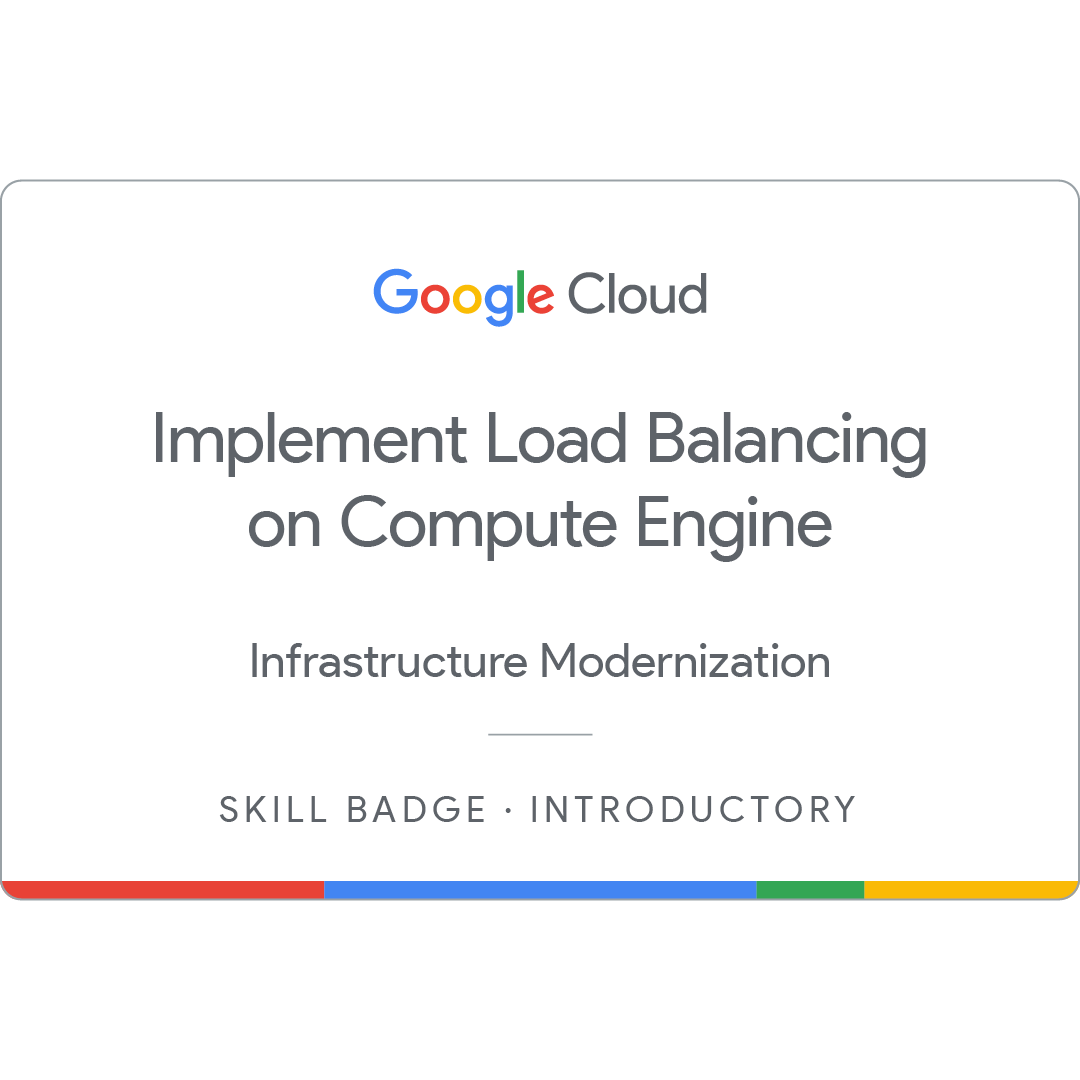 Google Cloud
Implement Load Balancing
on Compute Engine
Infrastructure Modernization
SKILL BADGE · INTRODUCTORY